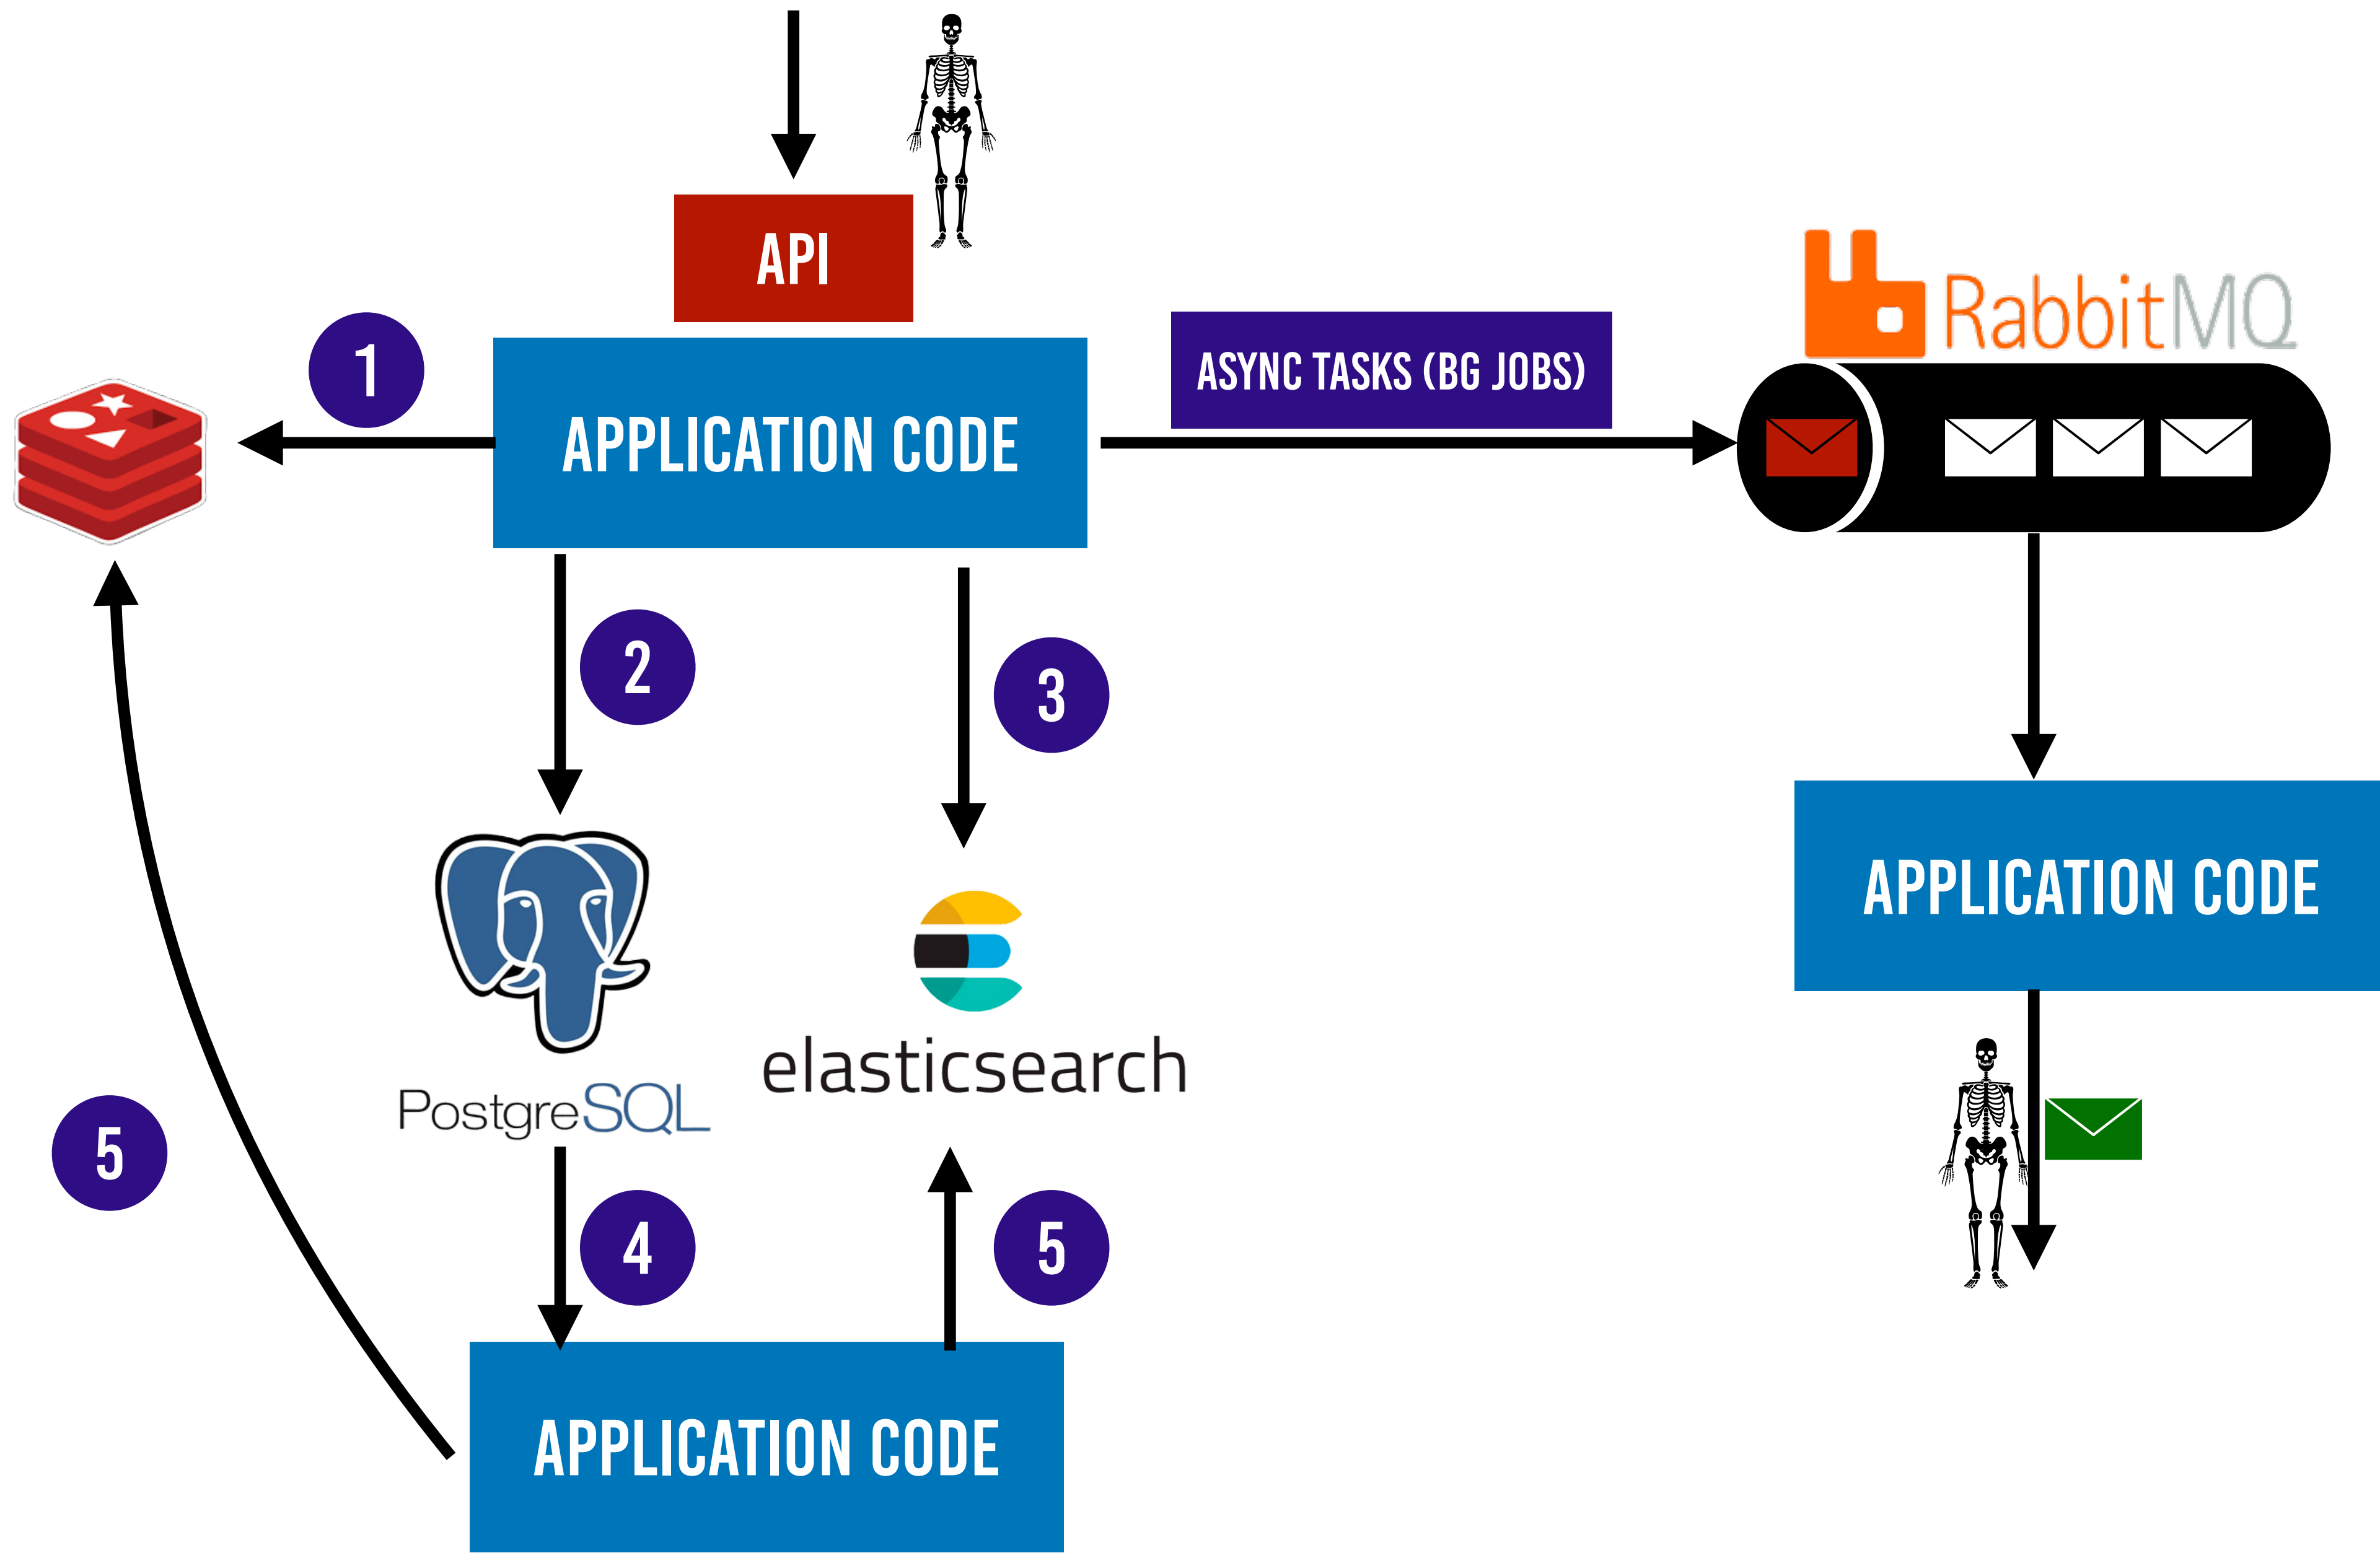 API
1
APPLICATION CODE
ASYNC TASKS (BG JOBS)
RabbitMQ
2
3
APPLICATION CODE
elasticsearch
PostgreSQL
5
4
5
APPLICATION CODE